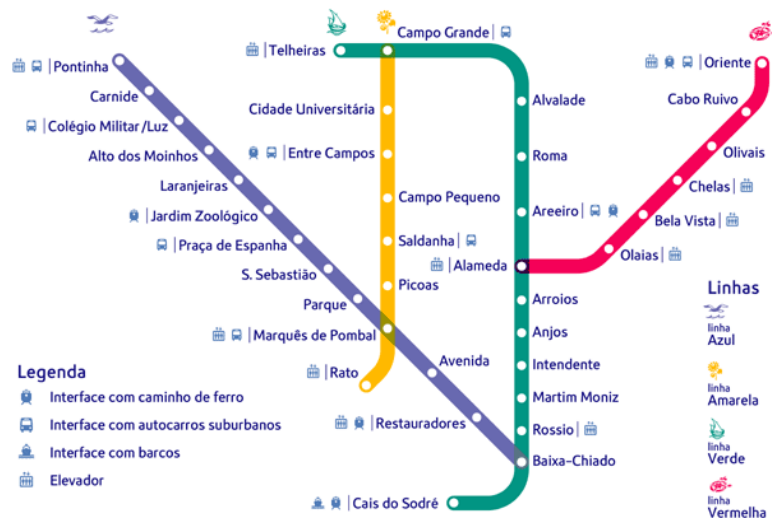 Campo Grande
Telheiras
Pontinha
Oriente
Carnide
Cabo Ruivo
Alvalade
Cidade Universitária
Colégio Militar/Luz
Olivais
Alto dos Moinhos
Entre Campos
Roma
Laranjeiras
Chelas
Campo Pequeno
Jardim Zoológico
Areeiro
Bela Vista
Praça de Espanha
Saldanha
Olaias
Alameda
S. Sebastião
Picoas
Linhas
Parque
Arroios
linha
Azul
Marquês de Pombal
Anjos
Avenida
Intendente
Legenda
Rato
linha
Amarela
Interface com caminho de ferro
Martim Moniz
Interface com autocarros suburbanos
Restauradores
Rossio
Interface com barcos
Baixa-Chiado
linha
Verde
Elevador
Cais do Sodré
linha
Vermelha